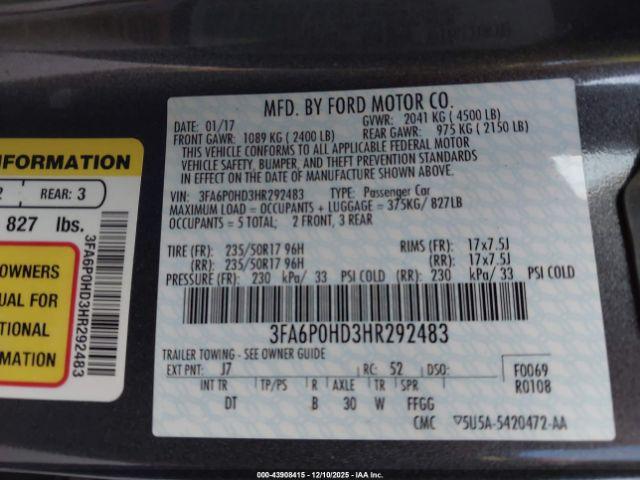 INFORMATION
2 REAR: 3
827 lbs.
OWNERS
UAL FOR
TIONAL
RMATION
3FA6P0HD3HR292483
MFD. BY FORD MOTOR CO.
DATE: 01/17 GVWR: 2041 KG ( 4500 LB)
FRONT GAWR: 1089 KG ( 2400 LB) REAR GAWR: 975 KG ( 2150 LB)
THIS VEHICLE CONFORMS TO ALL APPLICABLE FEDERAL MOTOR
VEHICLE SAFETY, BUMPER, AND THEFT PREVENTION STANDARDS
IN EFFECT ON THE DATE OF MANUFACTURE SHOWN ABOVE.
VIN: 3FA6P0HD3HR292483 TYPE: Passenger Car
MAXIMUM LOAD = OCCUPANTS + LUGGAGE = 375KG/ 827LB
OCCUPANTS = 5 TOTAL; 2 FRONT, 3 REAR
TIRE (FR): 235/50R17 96H RIMS (FR): 17x7.5J
(RR): 235/50R17 96H (RR): 17x7.5J
PRESSURE (FR): 230 kPa/ 33 PSI COLD (RR): 230 kPa/ 33 PSI COLD
3FA6P0HD3HR292483
TRAILER TOWING - SEE OWNER GUIDE
EXT PNT: J7 RC: 52 DSO: F0069
INT TR TP/PS R AXLE TR SPR R0108
DT B 30 W FFGG
CMC ▽5U5A-5420472-AA
000-43908415 - 12/10/2025 - IAA Inc.